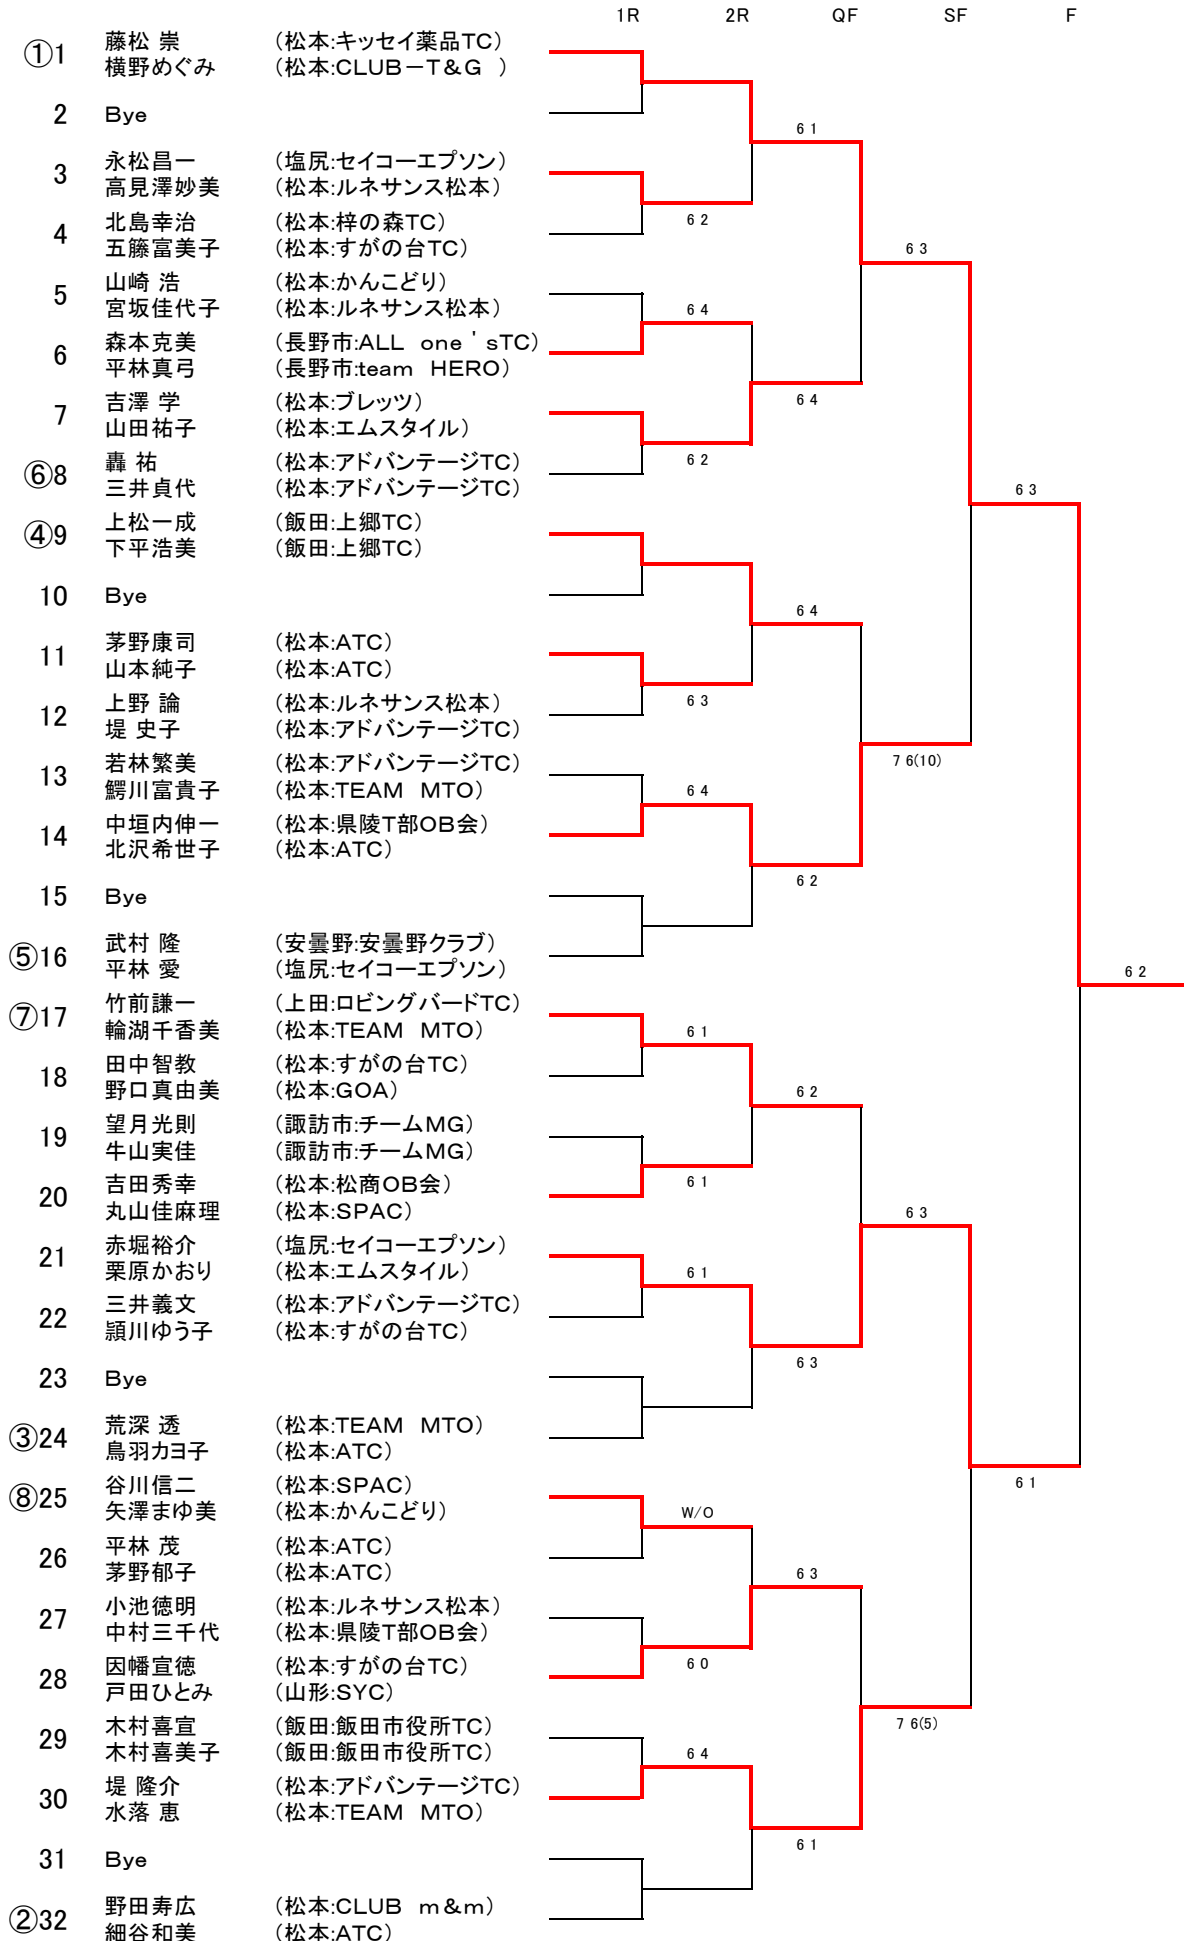 1R 2R QF SF F
①1 藤松 崇 (松本:キッセイ薬品TC)
横野めぐみ (松本:CLUB－T&G )
2 Bye
6 1
3 永松昌一 (塩尻:セイコーエプソン)
高見澤妙美 (松本:ルネサンス松本)
4 北島幸治 (松本:梓の森TC) 6 2
五籐富美子 (松本:すがの台TC) 6 3
5 山崎 浩 (松本:かんこどり)
宮坂佳代子 (松本:ルネサンス松本) 6 4
6 森本克美 (長野市:ALL one'sTC)
平林真弓 (長野市:team HERO)
7 吉澤 学 (松本:ブレッツ) 6 4
山田祐子 (松本:エムスタイル)
⑥8 轟 祐 (松本:アドバンテージTC) 6 2
三井貞代 (松本:アドバンテージTC) 6 3
④9 上松一成 (飯田:上郷TC)
下平浩美 (飯田:上郷TC)
10 Bye
6 4
11 茅野康司 (松本:ATC)
山本純子 (松本:ATC)
12 上野 諭 (松本:ルネサンス松本) 6 3
堤 史子 (松本:アドバンテージTC)
13 若林繁美 (松本:アドバンテージTC) 7 6(10)
鰐川富貴子 (松本:TEAM MTO) 6 4
14 中垣内伸一 (松本:県陵T部OB会)
北沢希世子 (松本:ATC)
6 2
15 Bye
⑤16 武村 隆 (安曇野:安曇野クラブ)
平林 愛 (塩尻:セイコーエプソン) 6 2
⑦17 竹前謙一 (上田:ロビングバードTC)
輪湖千香美 (松本:TEAM MTO) 6 1
18 田中智教 (松本:すがの台TC)
野口真由美 (松本:GOA) 6 2
19 望月光則 (諏訪市:チームMG)
牛山実佳 (諏訪市:チームMG)
20 吉田秀幸 (松本:松商OB会) 6 1
丸山佳麻理 (松本:SPAC) 6 3
21 赤堀裕介 (塩尻:セイコーエプソン)
栗原かおり (松本:エムスタイル) 6 1
22 三井義文 (松本:アドバンテージTC)
頴川ゆう子 (松本:すがの台TC)
6 3
23 Bye
③24 荒深 透 (松本:TEAM MTO)
鳥羽カヨ子 (松本:ATC)
⑧25 谷川信二 (松本:SPAC) 6 1
矢澤まゆ美 (松本:かんこどり) W/O
26 平林 茂 (松本:ATC)
茅野郁子 (松本:ATC) 6 3
27 小池徳明 (松本:ルネサンス松本)
中村三千代 (松本:県陵T部OB会)
28 因幡宣徳 (松本:すがの台TC) 6 0
戸田ひとみ (山形:SYC)
29 木村喜宣 (飯田:飯田市役所TC) 7 6(5)
木村喜美子 (飯田:飯田市役所TC) 6 4
30 堤 隆介 (松本:アドバンテージTC)
水落 恵 (松本:TEAM MTO)
6 1
31 Bye
②32 野田寿広 (松本:CLUB m&m)
細谷和美 (松本:ATC)